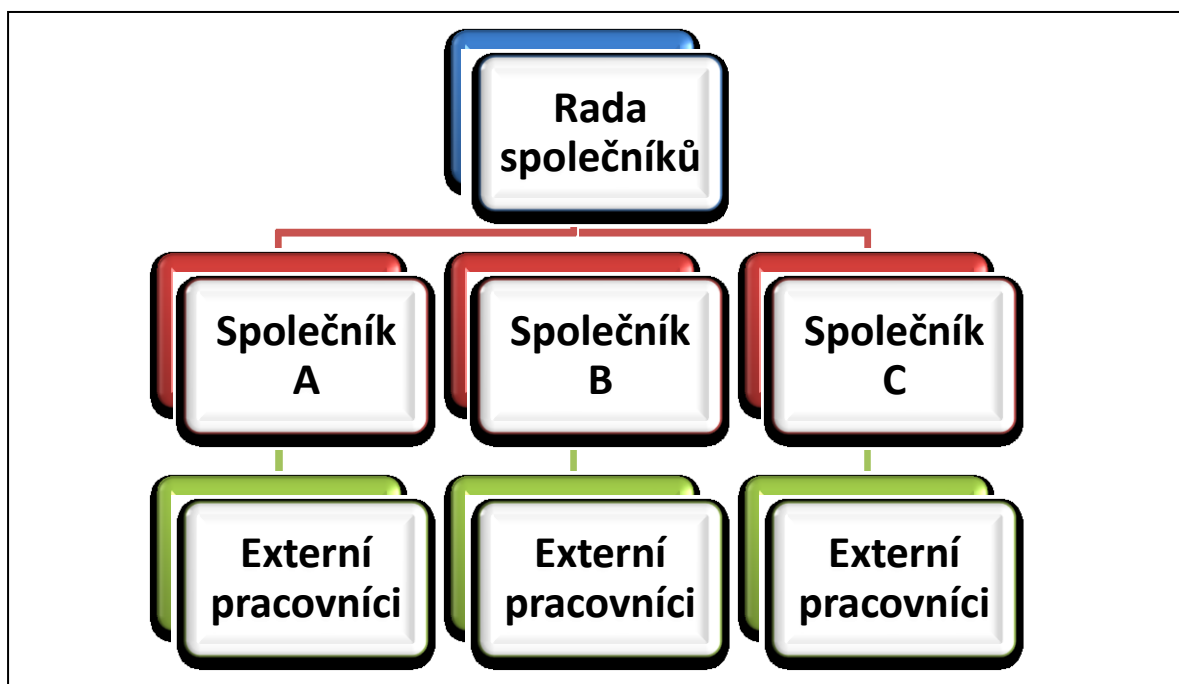 Rada
společníků
Společník
A
Společník
B
Společník
C
Externí
pracovníci
Externí
pracovníci
Externí
pracovníci